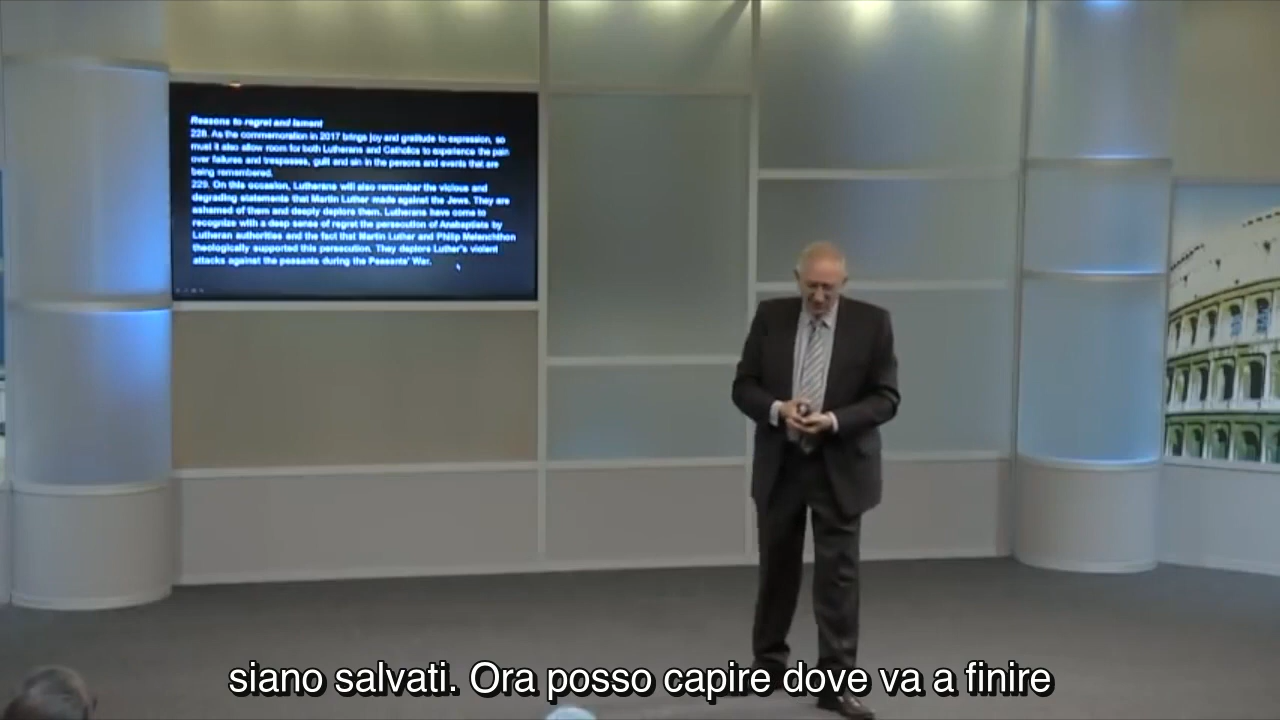 Reasons to regret and lament
228. As the commemoration in 2017 brings joy and gratitude to expression, so
must it also allow room for both Lutherans and Catholics to experience the pain
over failures and trespasses, guilt and sin in the persons and events that are
being remembered.
229. On this occasion, Lutherans will also remember the vicious and
degrading statements that Martin Luther made against the Jews. They are
ashamed of them and deeply deplore them. Lutherans have come to
recognize with a deep sense of regret the persecution of Anabaptists by
Lutheran authorities and the fact that Martin Luther and Philip Melanchthon
theologically supported this persecution. They deplore Luther's violent
attacks against the peasants during the Peasants' War.
siano salvati. Ora posso capire dove va a finire